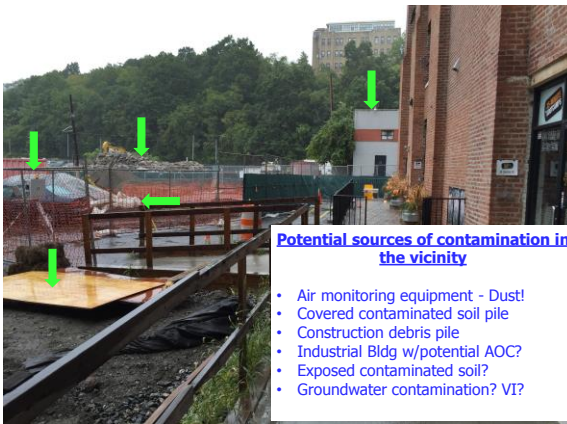 Potential sources of contamination in
the vicinity
• Air monitoring equipment - Dust!
• Covered contaminated soil pile
• Construction debris pile
• Industrial Bldg w/potential AOC?
• Exposed contaminated soil?
• Groundwater contamination? VI?